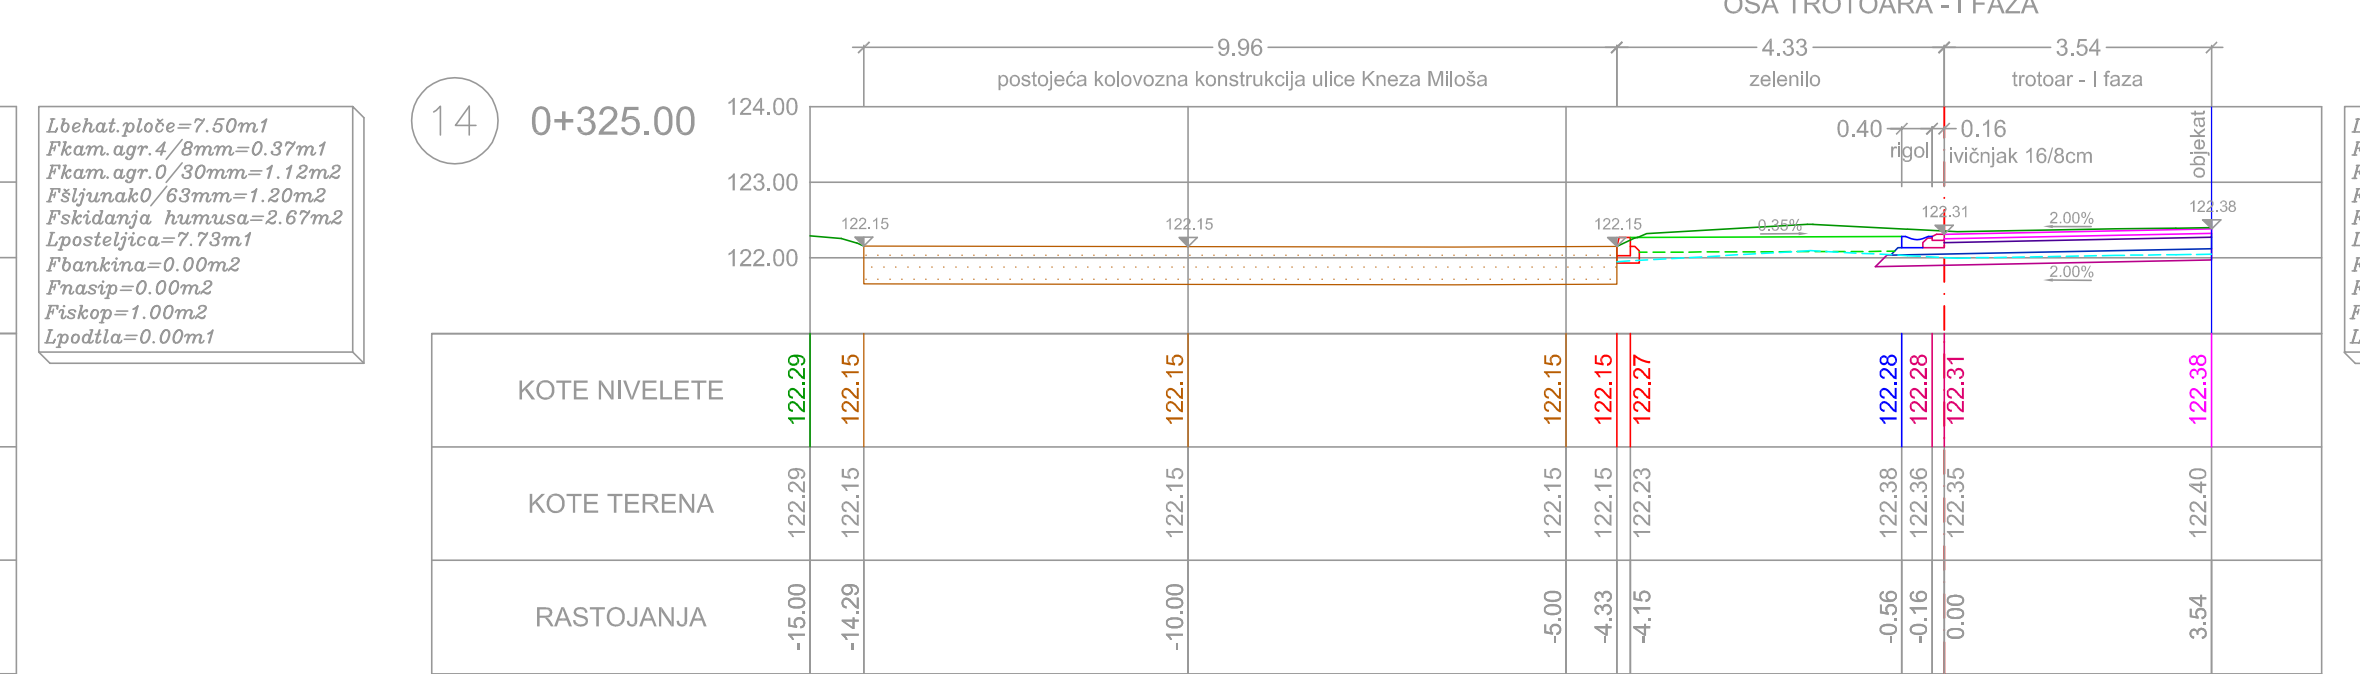 OSA TROTOARA - I FAZA
9.96
4.33
3.54
postojeća kolovozna konstrukcija ulice Kneza Miloša
zelenilo
trotoar - I faza
Lbehat.ploče=7.50m1
Fkam.agr.4/8mm=0.37m1
Fkam.agr.0/30mm=1.12m2
Fšljunak0/63mm=1.20m2
Fskidanja humusa=2.67m2
Lposteljica=7.73m1
Fbankina=0.00m2
Fnasip=0.00m2
Fiskop=1.00m2
Lpodtla=0.00m1
14
0+325.00
124.00
123.00
122.00
0.40
0.16
rigol
ivičnjak 16/8cm
objekat
122.15
122.15
122.15
0.35%
122.31
2.00%
122.38
2.00%
KOTE NIVELETE
122.29
122.15
122.15
122.15
122.15
122.27
122.28
122.28
122.31
122.38
KOTE TERENA
122.29
122.15
122.15
122.15
122.15
122.23
122.38
122.36
122.35
122.40
RASTOJANJA
-15.00
-14.29
-10.00
-5.00
-4.33
-4.15
-0.56
-0.16
0.00
3.54